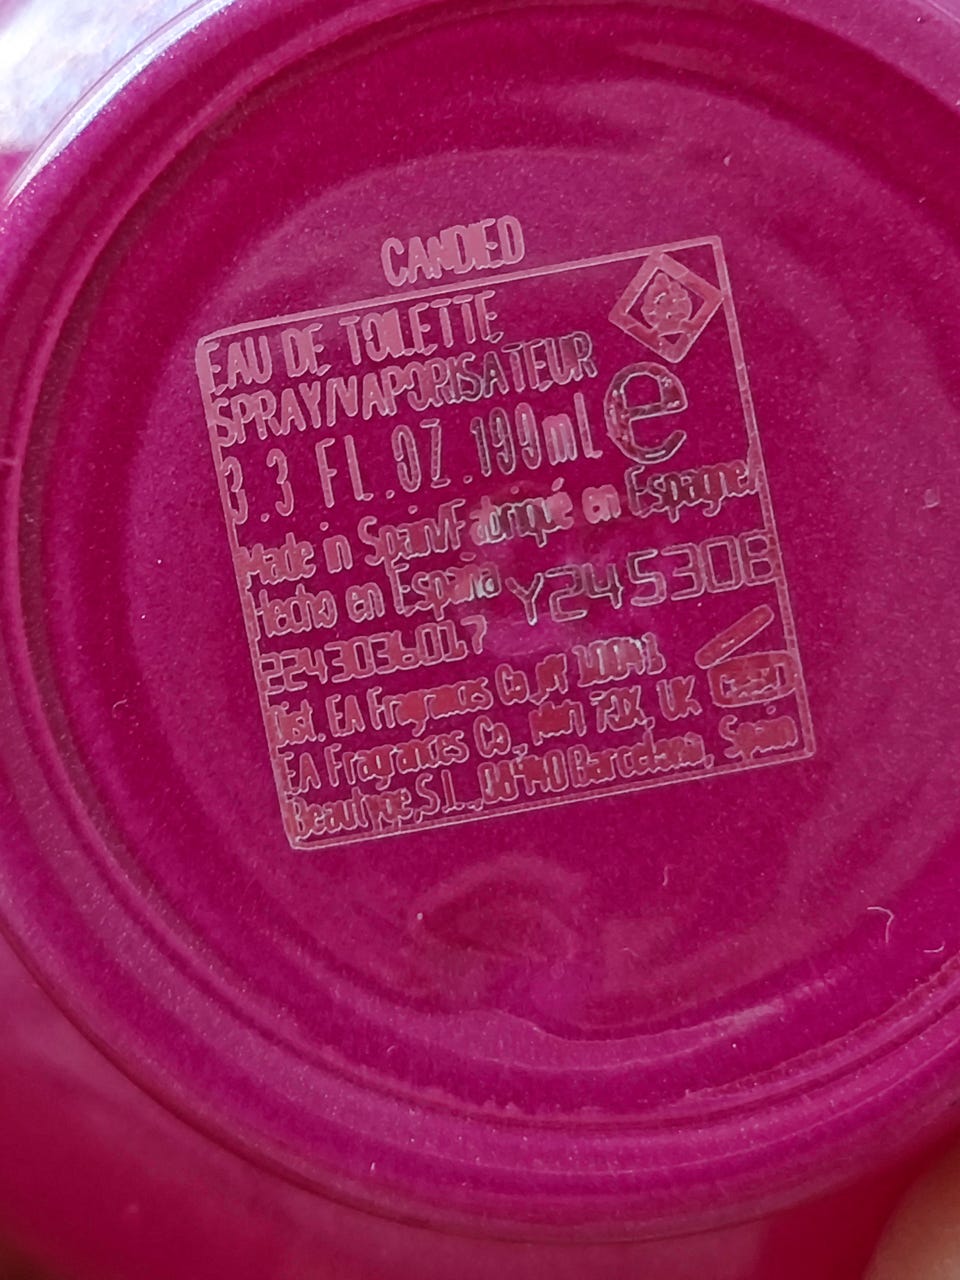 CANDIED
EAU DE TOILETTE
SPRAY/VAPORISATEUR
3.3 FL.OZ.100mL e
Made in Spain/Fabriqué en Espagne/
Hecho en España Y245308
2243036017
Dist. EA Fragrances Co.,NY
EA Fragrances Co., UK
Beautyge,S.L., Barcelona, Spain